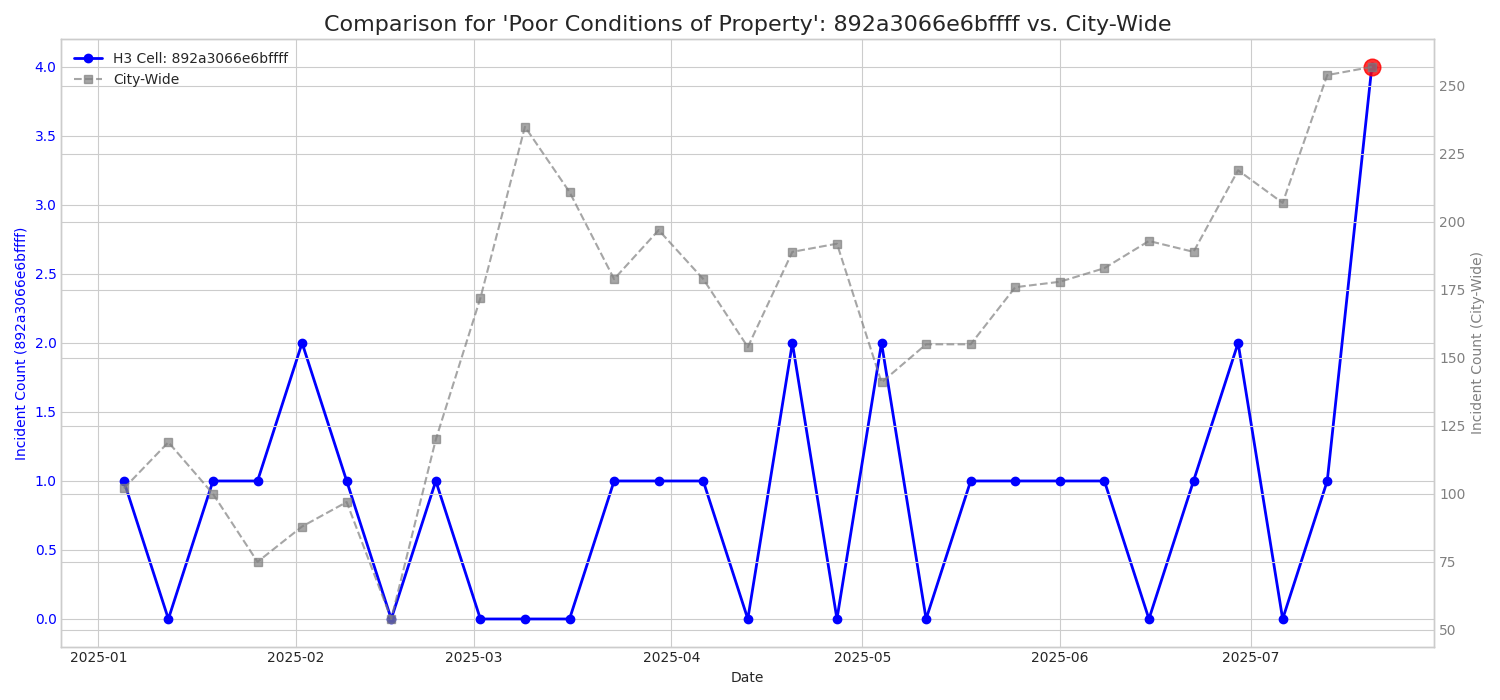 Comparison for 'Poor Conditions of Property': 892a3066e6bffff vs. City-Wide
H3 Cell: 892a3066e6bffff
City-Wide
Incident Count (892a3066e6bffff)
4.0
3.5
3.0
2.5
2.0
1.5
1.0
0.5
0.0
250
225
200
175
150
125
100
75
50
Incident Count (City-Wide)
2025-01 2025-02 2025-03 2025-04 2025-05 2025-06 2025-07
Date